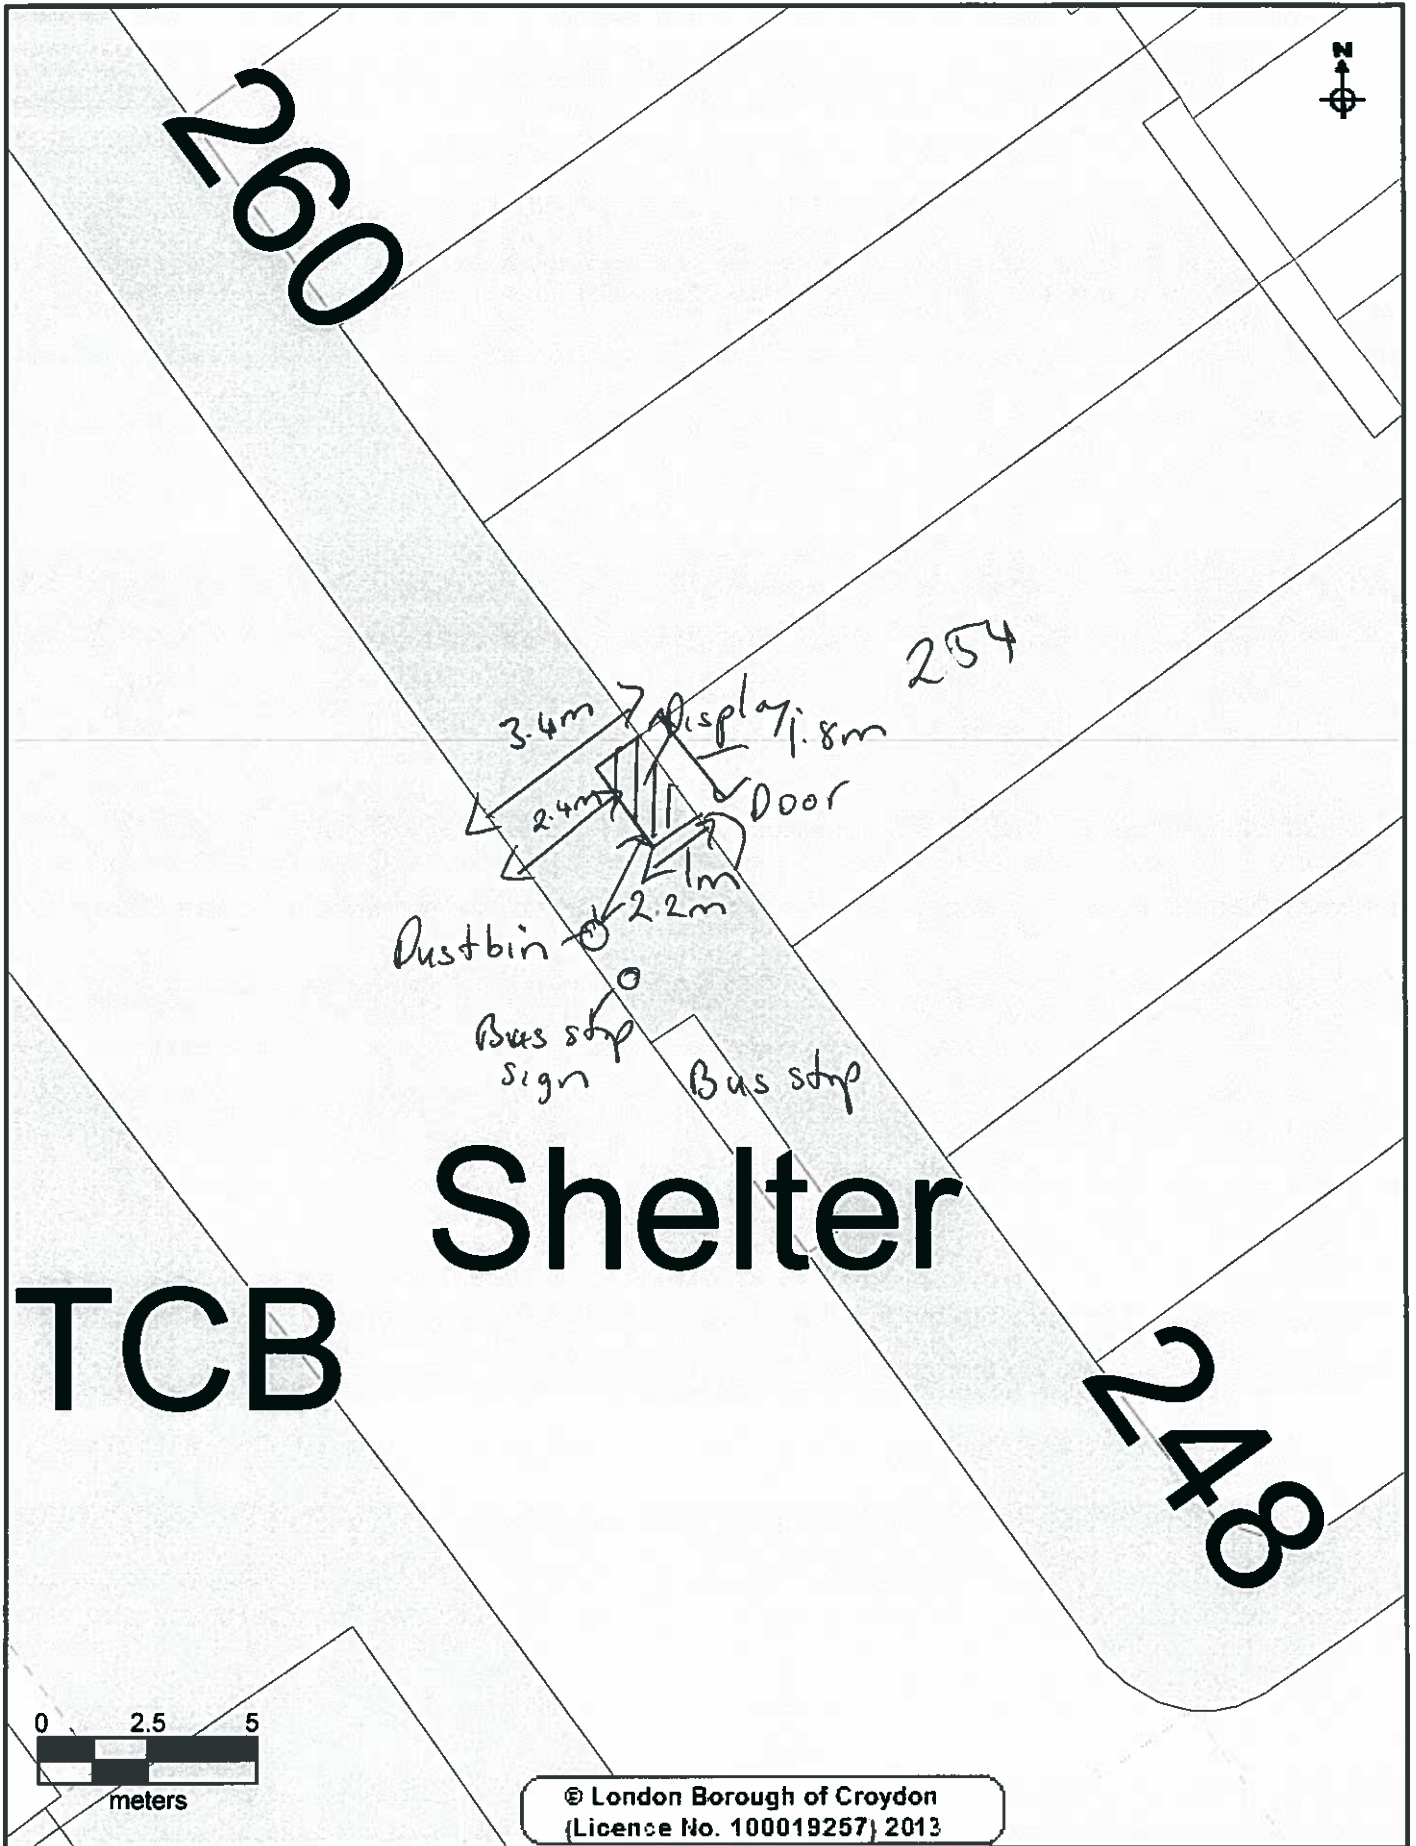 N
260
254
3.4m
Display 1.8m
2.4m
Door
1m
2.2m
Dustbin
Bus stop
sign
Bus stop
Shelter
TCB
248
0 2.5 5
meters
© London Borough of Croydon
(Licence No. 100019257) 2013